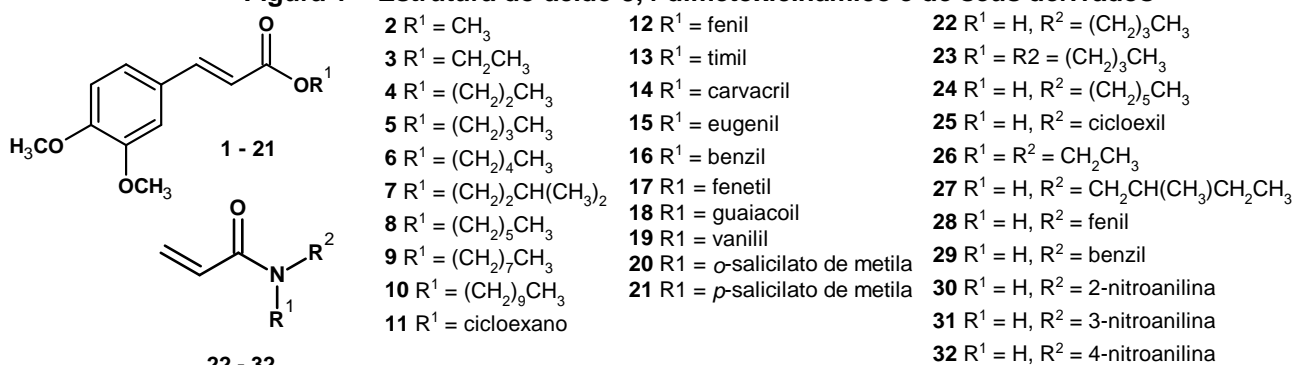 O
OR¹
H₃CO
OCH₃
1 - 21
O
N
R²
R¹
22 - 32
2 R¹ = CH₃
3 R¹ = CH₂CH₃
4 R¹ = (CH₂)₂CH₃
5 R¹ = (CH₂)₃CH₃
6 R¹ = (CH₂)₄CH₃
7 R¹ = (CH₂)₂CH(CH₃)₂
8 R¹ = (CH₂)₅CH₃
9 R¹ = (CH₂)₇CH₃
10 R¹ = (CH₂)₉CH₃
11 R¹ = cicloexano
12 R¹ = fenil
13 R¹ = timil
14 R¹ = carvacril
15 R¹ = eugenil
16 R¹ = benzil
17 R1 = fenetil
18 R1 = guaiacoil
19 R1 = vanilil
20 R1 = o-salicilato de metila
21 R1 = p-salicilato de metila
22 R¹ = H, R² = (CH₂)₃CH₃
23 R¹ = R2 = (CH₂)₃CH₃
24 R¹ = H, R² = (CH₂)₅CH₃
25 R¹ = H, R² = cicloexil
26 R¹ = R² = CH₂CH₃
27 R¹ = H, R² = CH₂CH(CH₃)CH₂CH₃
28 R¹ = H, R² = fenil
29 R¹ = H, R² = benzil
30 R¹ = H, R² = 2-nitroanilina
31 R¹ = H, R² = 3-nitroanilina
32 R¹ = H, R² = 4-nitroanilina